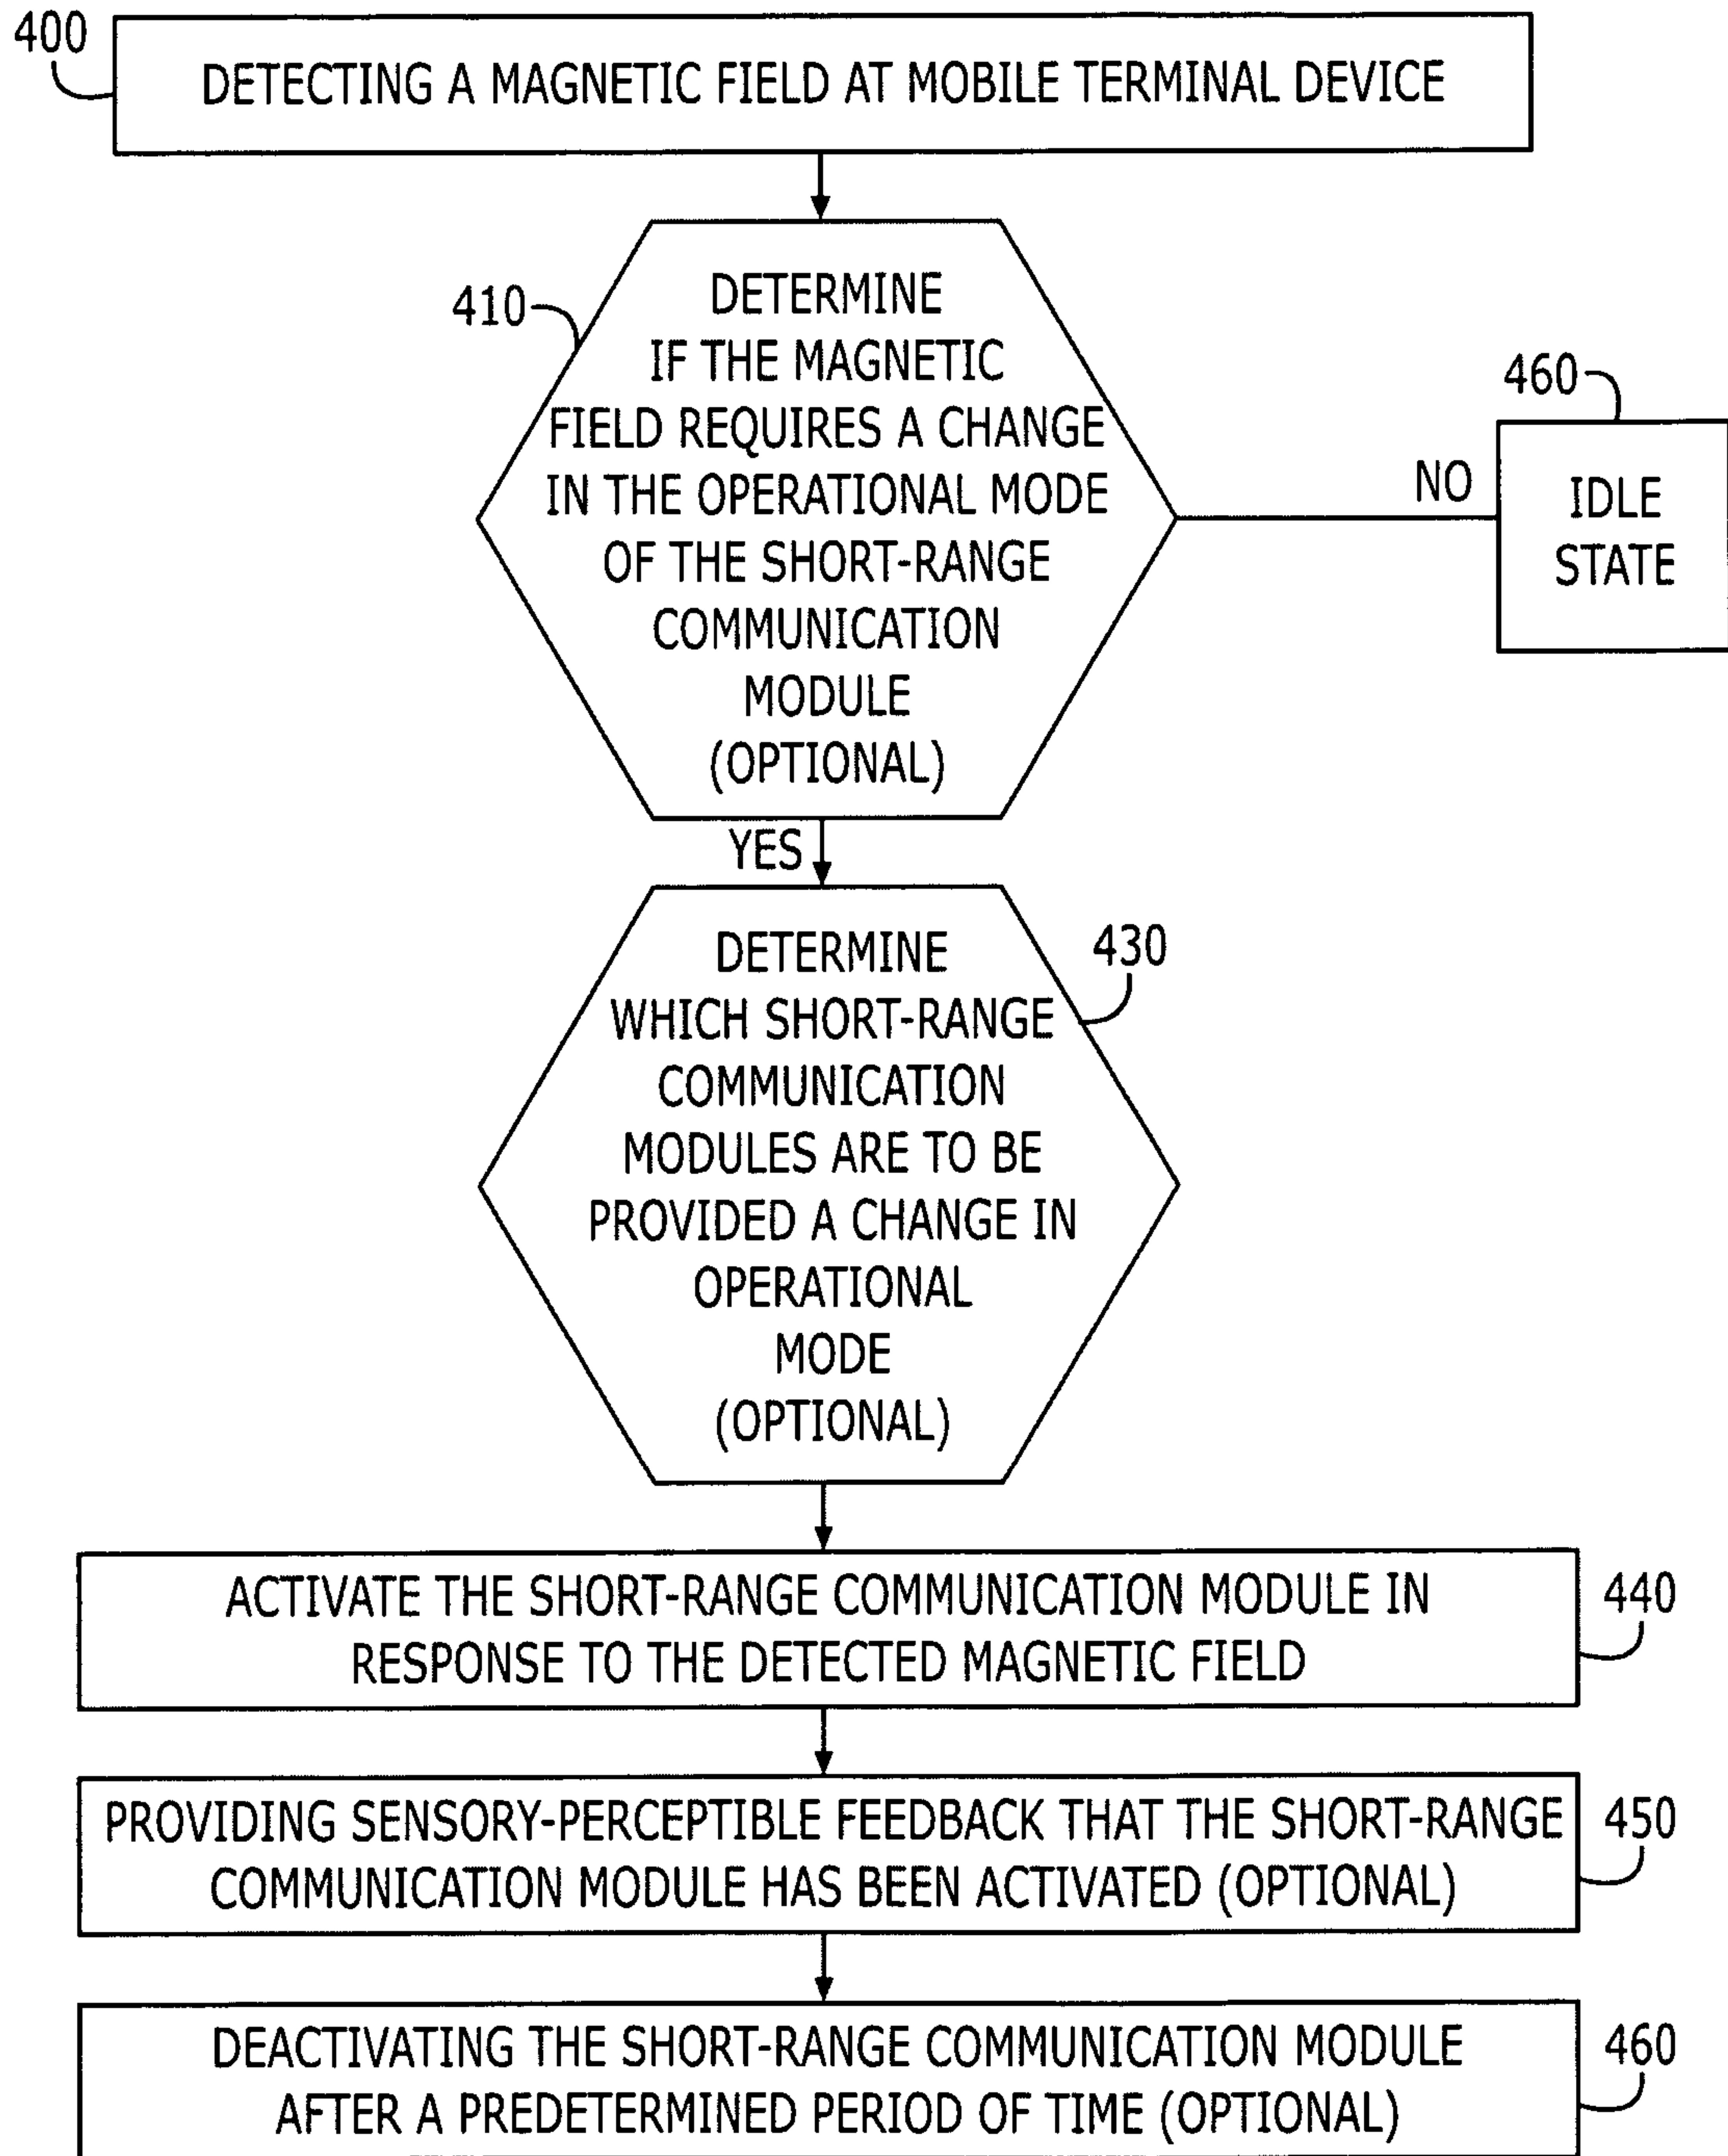 400
DETECTING A MAGNETIC FIELD AT MOBILE TERMINAL DEVICE
410
DETERMINE
IF THE MAGNETIC
FIELD REQUIRES A CHANGE
IN THE OPERATIONAL MODE
OF THE SHORT-RANGE
COMMUNICATION
MODULE
(OPTIONAL)
NO
460
IDLE
STATE
YES
430
DETERMINE
WHICH SHORT-RANGE
COMMUNICATION
MODULES ARE TO BE
PROVIDED A CHANGE IN
OPERATIONAL
MODE
(OPTIONAL)
ACTIVATE THE SHORT-RANGE COMMUNICATION MODULE IN
RESPONSE TO THE DETECTED MAGNETIC FIELD
440
PROVIDING SENSORY-PERCEPTIBLE FEEDBACK THAT THE SHORT-RANGE
COMMUNICATION MODULE HAS BEEN ACTIVATED (OPTIONAL)
450
DEACTIVATING THE SHORT-RANGE COMMUNICATION MODULE
AFTER A PREDETERMINED PERIOD OF TIME (OPTIONAL)
460